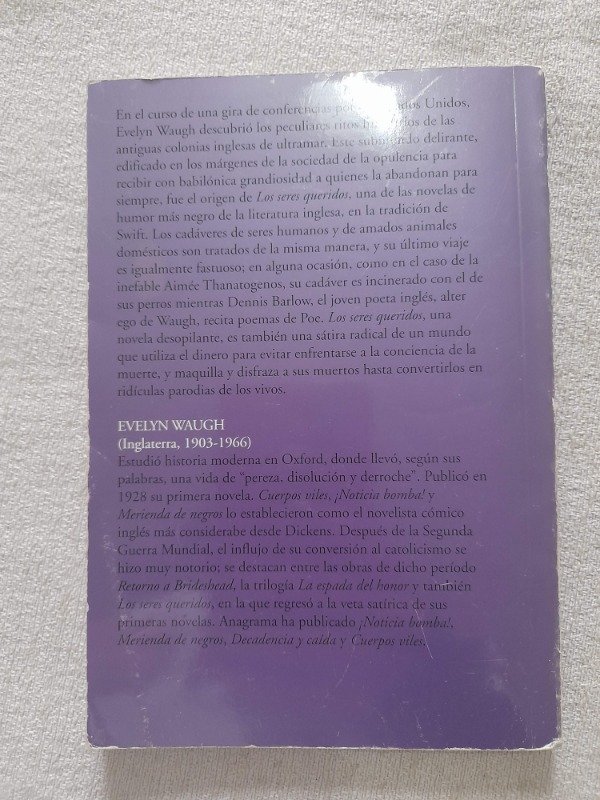 En el curso de una gira de conferencias por Estados Unidos,
Evelyn Waugh descubrió los peculiares ritos de las
antiguas colonias inglesas de ultramar. Este submundo delirante,
edificado en los márgenes de la sociedad de la opulencia para
recibir con babilónica grandiosidad a quienes la abandonan para
siempre, fue el origen de Los seres queridos, una de las novelas de
humor más negro de la literatura inglesa, en la tradición de
Swift. Los cadáveres de seres humanos y de amados animales
domésticos son tratados de la misma manera, y su último viaje
es igualmente fastuoso; en alguna ocasión, como en el caso de la
inefable Aimée Thanatogenos, su cadáver es incinerado con el de
sus perros mientras Dennis Barlow, el joven poeta inglés, alter
ego de Waugh, recita poemas de Poe. Los seres queridos, una
novela desopilante, es también una sátira radical de un mundo
que utiliza el dinero para evitar enfrentarse a la conciencia de la
muerte, y maquilla y disfraza a sus muertos hasta convertirlos en
ridículas parodias de los vivos.
EVELYN WAUGH
(Inglaterra, 1903-1966)
Estudió historia moderna en Oxford, donde llevó, según sus
palabras, una vida de "pereza, disolución y derroche". Publicó en
1928 su primera novela. Cuerpos viles, ¡Noticia bomba! y
Merienda de negros lo establecieron como el novelista cómico
inglés más considerabe desde Dickens. Después de la Segunda
Guerra Mundial, el influjo de su conversión al catolicismo se
hizo muy notorio; se destacan entre las obras de dicho período
Retorno a Brideshead, la trilogía La espada del honor y también
Los seres queridos, en la que regresó a la veta satírica de sus
primeras novelas. Anagrama ha publicado ¡Noticia bomba!,
Merienda de negros, Decadencia y caída y Cuerpos viles.